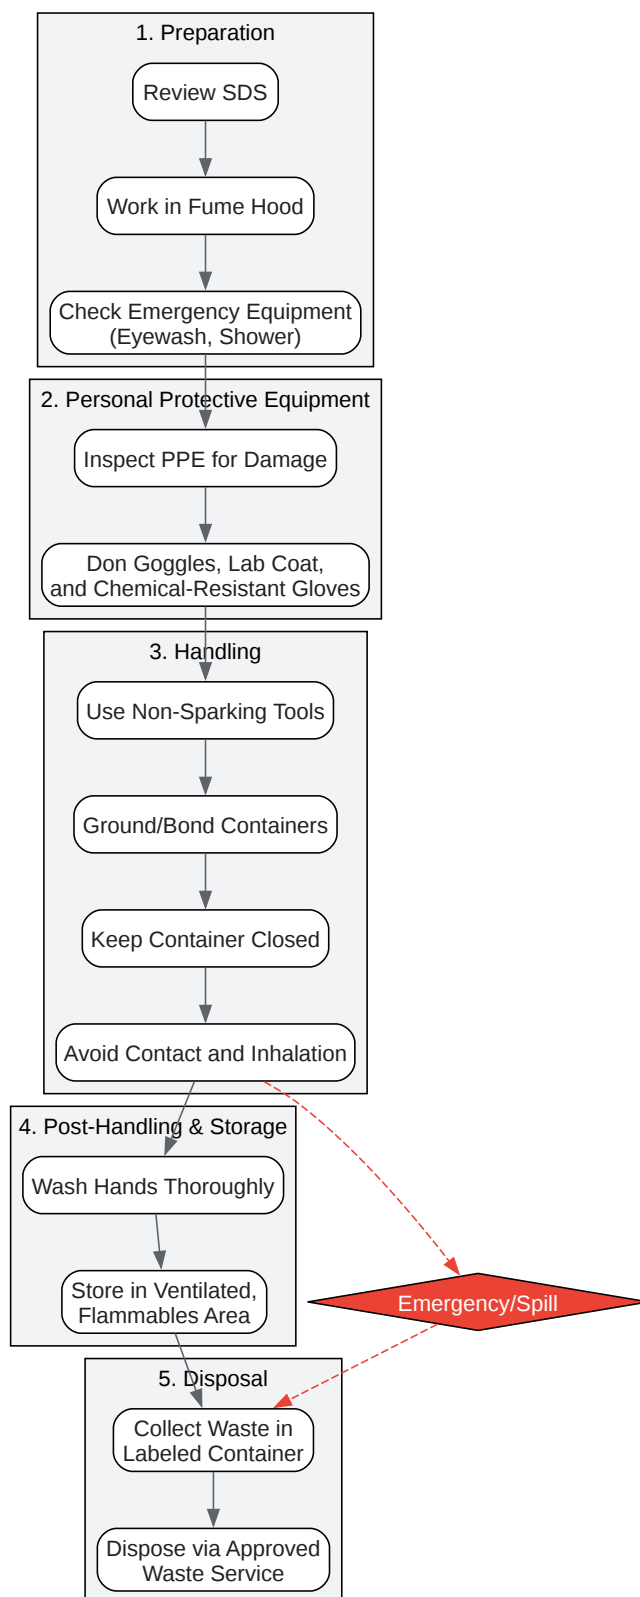 1. Preparation
Review SDS
Work in Fume Hood
Check Emergency Equipment
(Eyewash, Shower)
2. Personal Protective Equipment
Inspect PPE for Damage
Don Goggles, Lab Coat,
and Chemical-Resistant Gloves
3. Handling
Use Non-Sparking Tools
Ground/Bond Containers
Keep Container Closed
Avoid Contact and Inhalation
4. Post-Handling & Storage
Wash Hands Thoroughly
Store in Ventilated,
Flammables Area
Emergency/Spill
5. Disposal
Collect Waste in
Labeled Container
Dispose via Approved
Waste Service